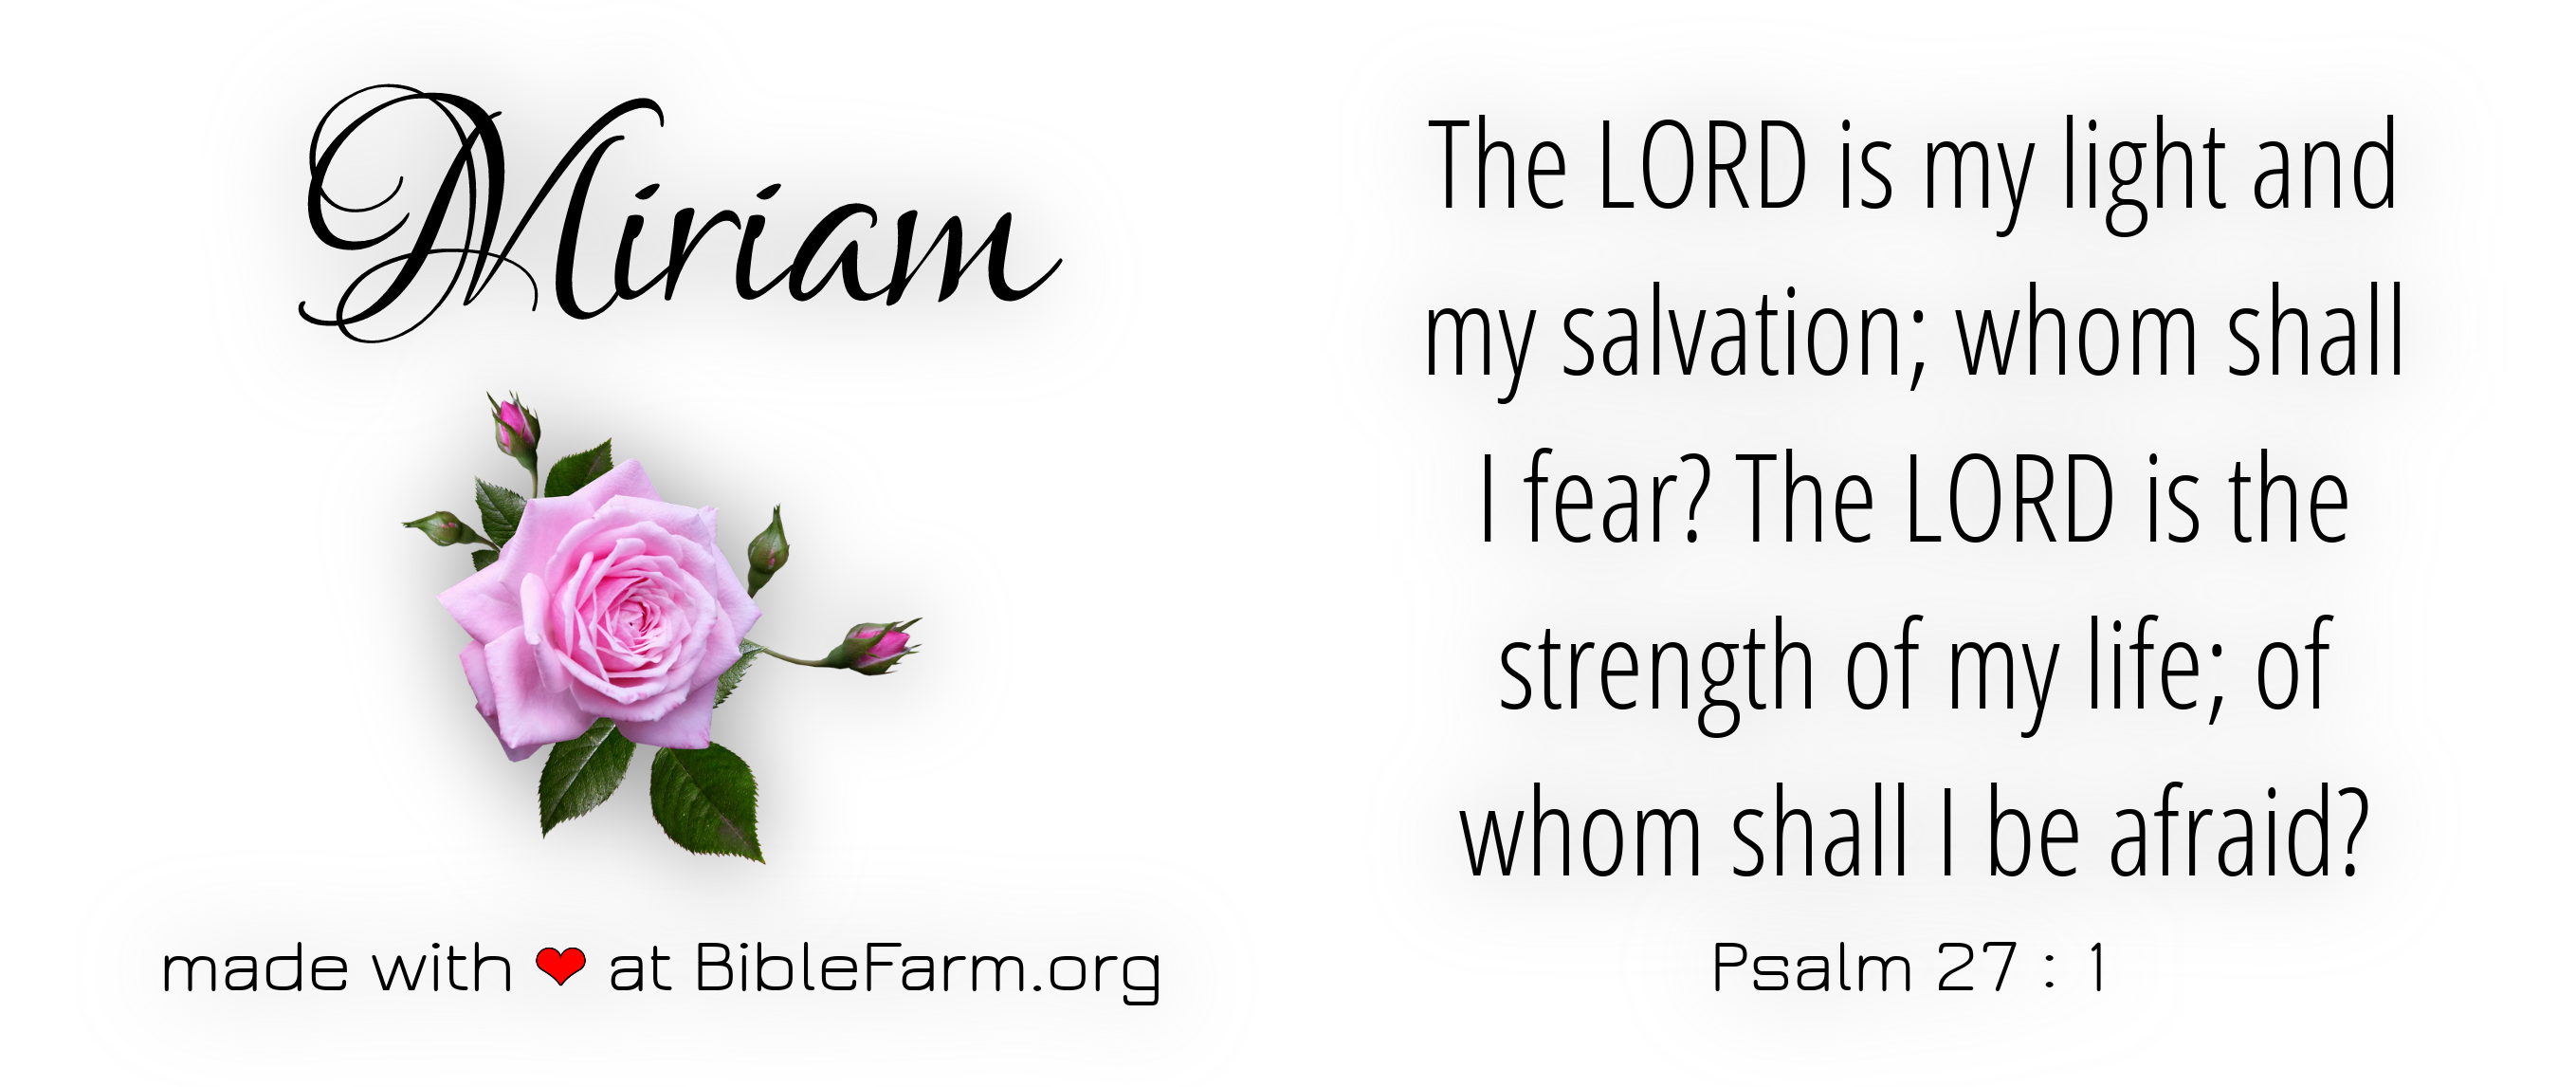 Miriam
made with ❤ at BibleFarm.org
The LORD is my light and
my salvation; whom shall
I fear? The LORD is the
strength of my life; of
whom shall I be afraid?
Psalm 27 : 1